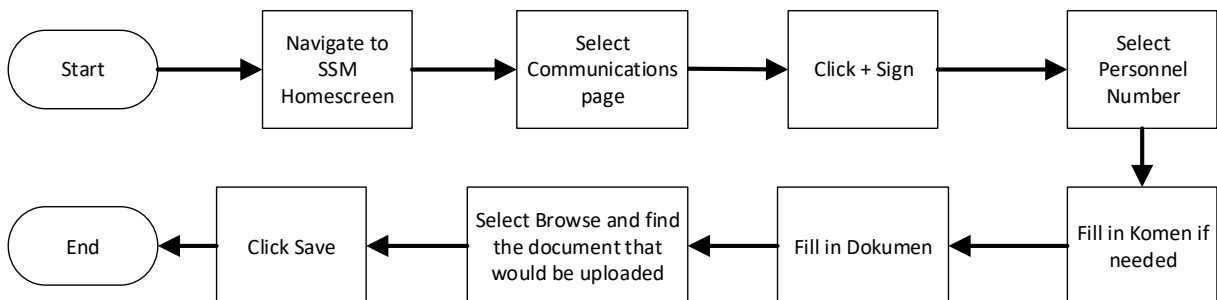 Start
Navigate to
SSM
Homescreen
Select
Communications
page
Click + Sign
Select
Personnel
Number
Fill in Komen if
needed
Fill in Dokumen
Select Browse and find
the document that
would be uploaded
Click Save
End